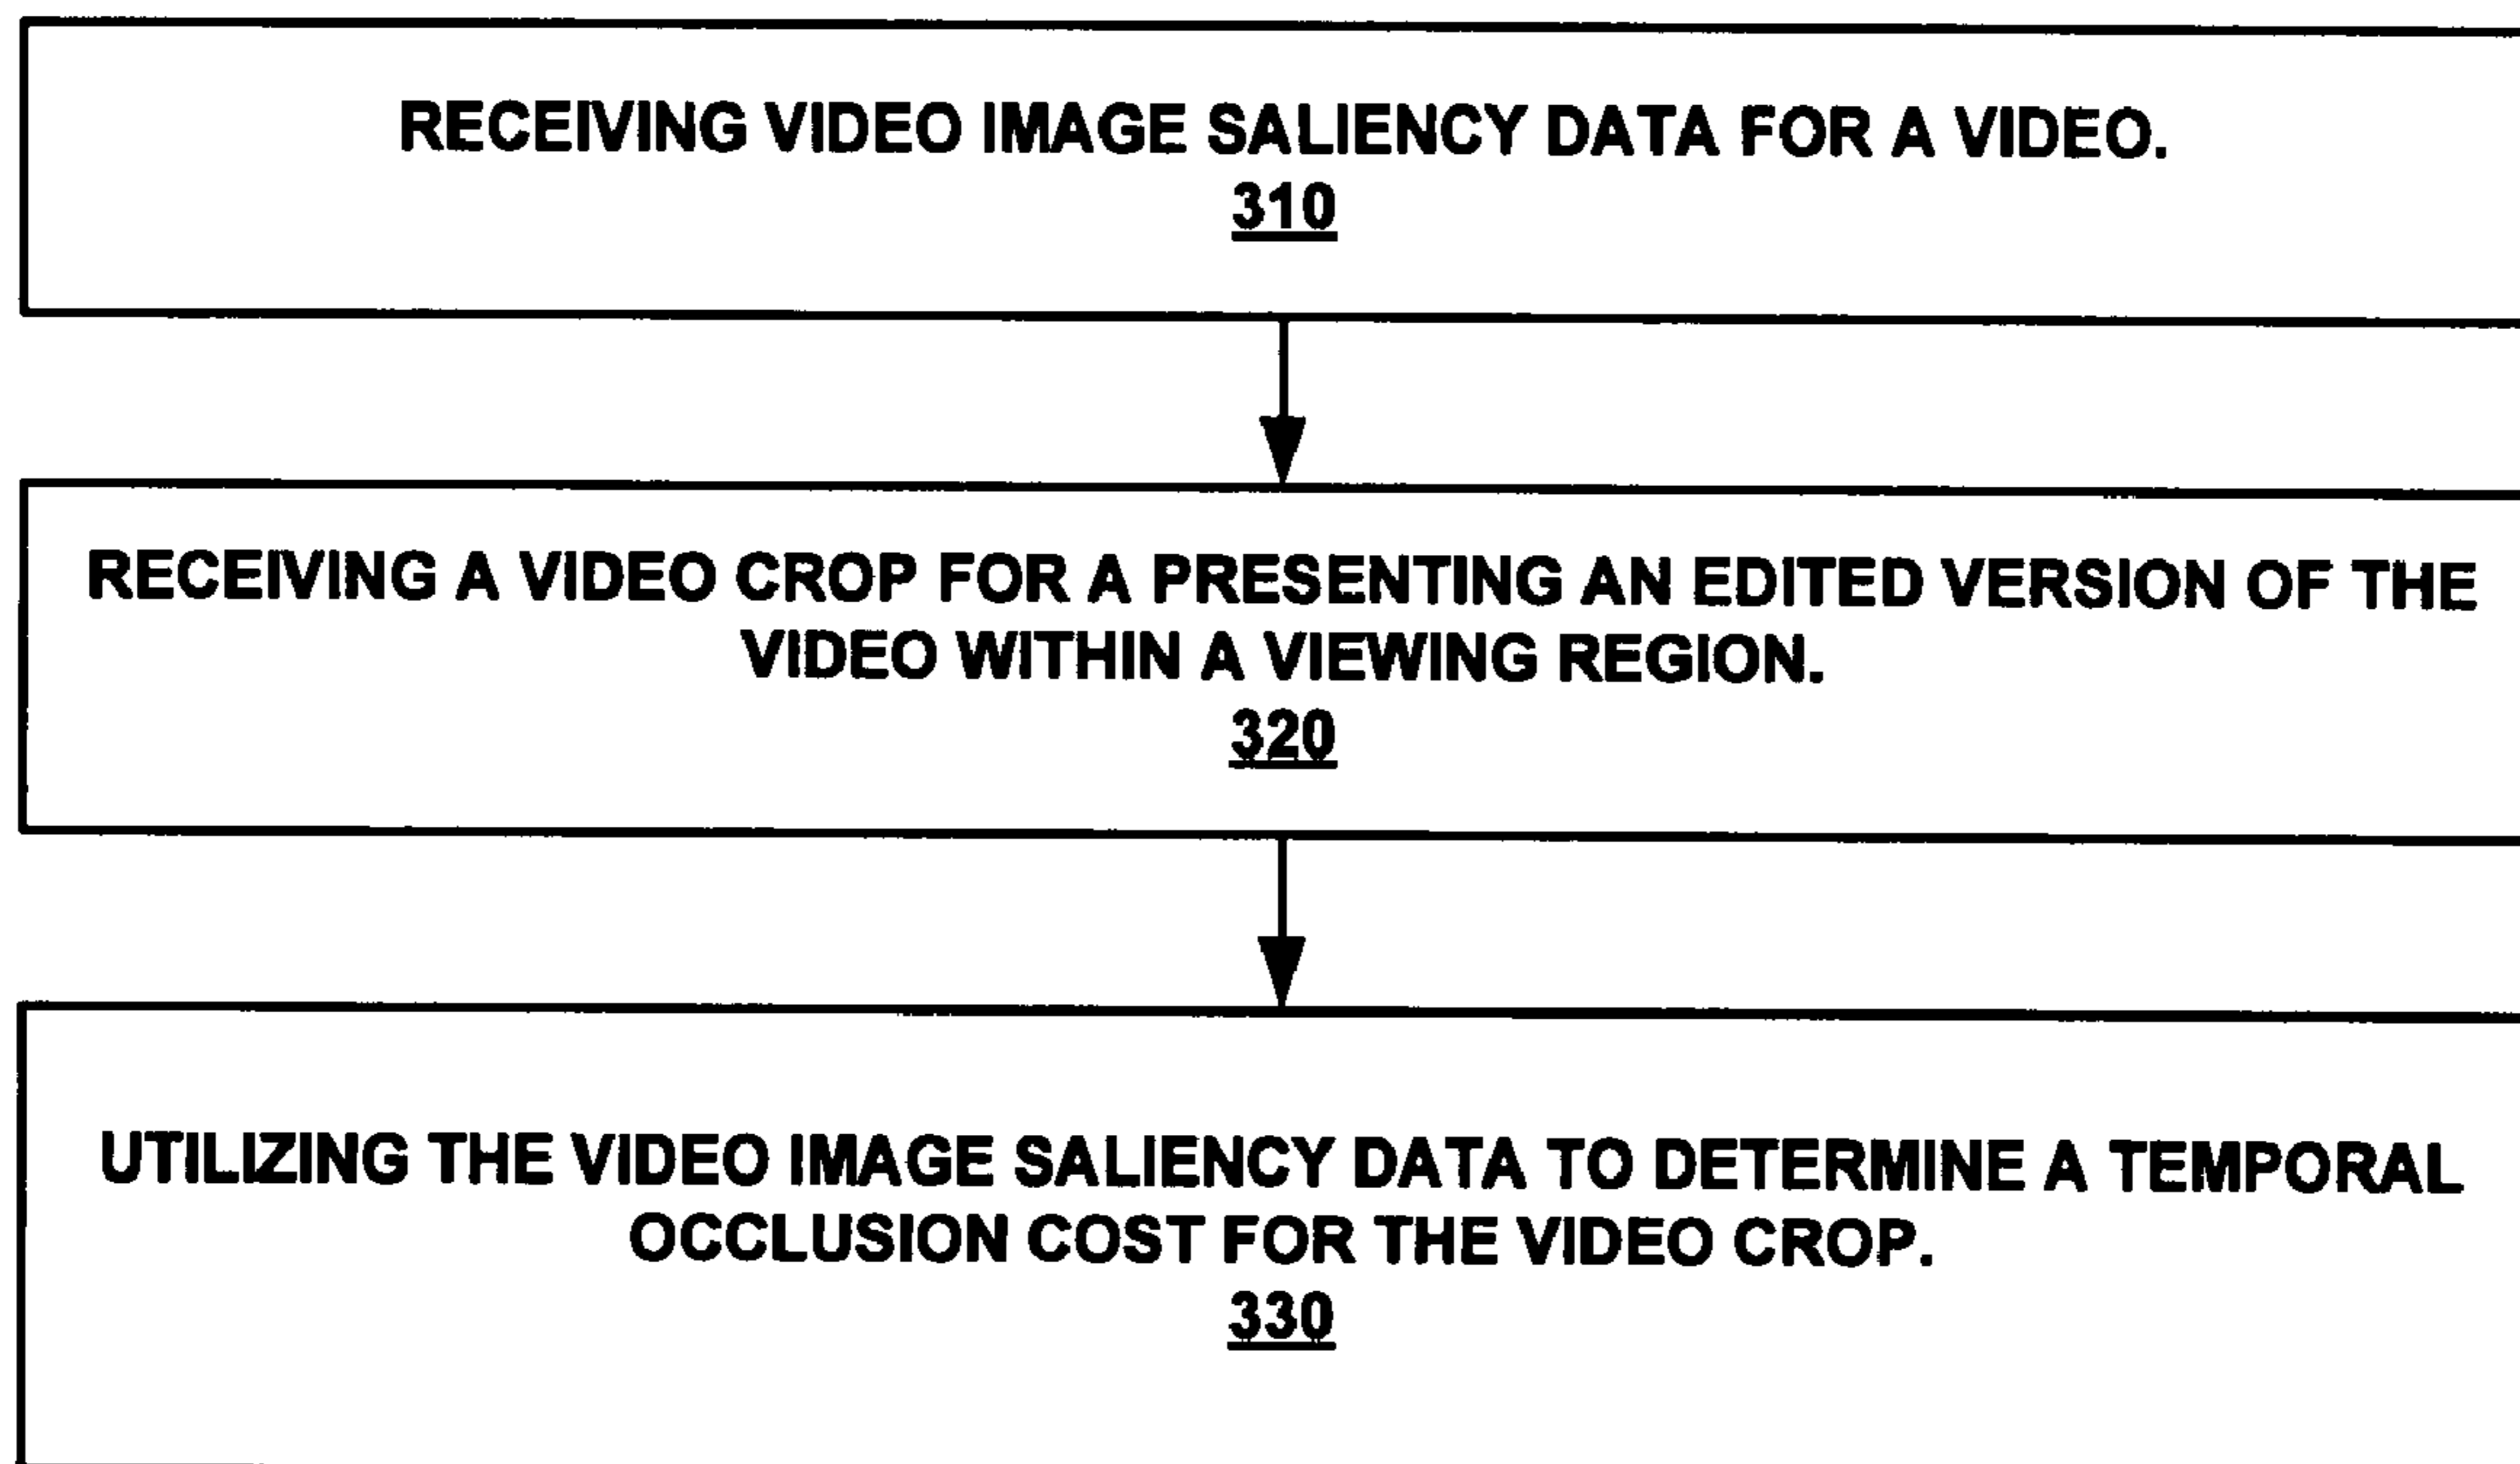 RECEIVING VIDEO IMAGE SALIENCY DATA FOR A VIDEO.
310
RECEIVING A VIDEO CROP FOR A PRESENTING AN EDITED VERSION OF THE
VIDEO WITHIN A VIEWING REGION.
320
UTILIZING THE VIDEO IMAGE SALIENCY DATA TO DETERMINE A TEMPORAL
OCCLUSION COST FOR THE VIDEO CROP.
330